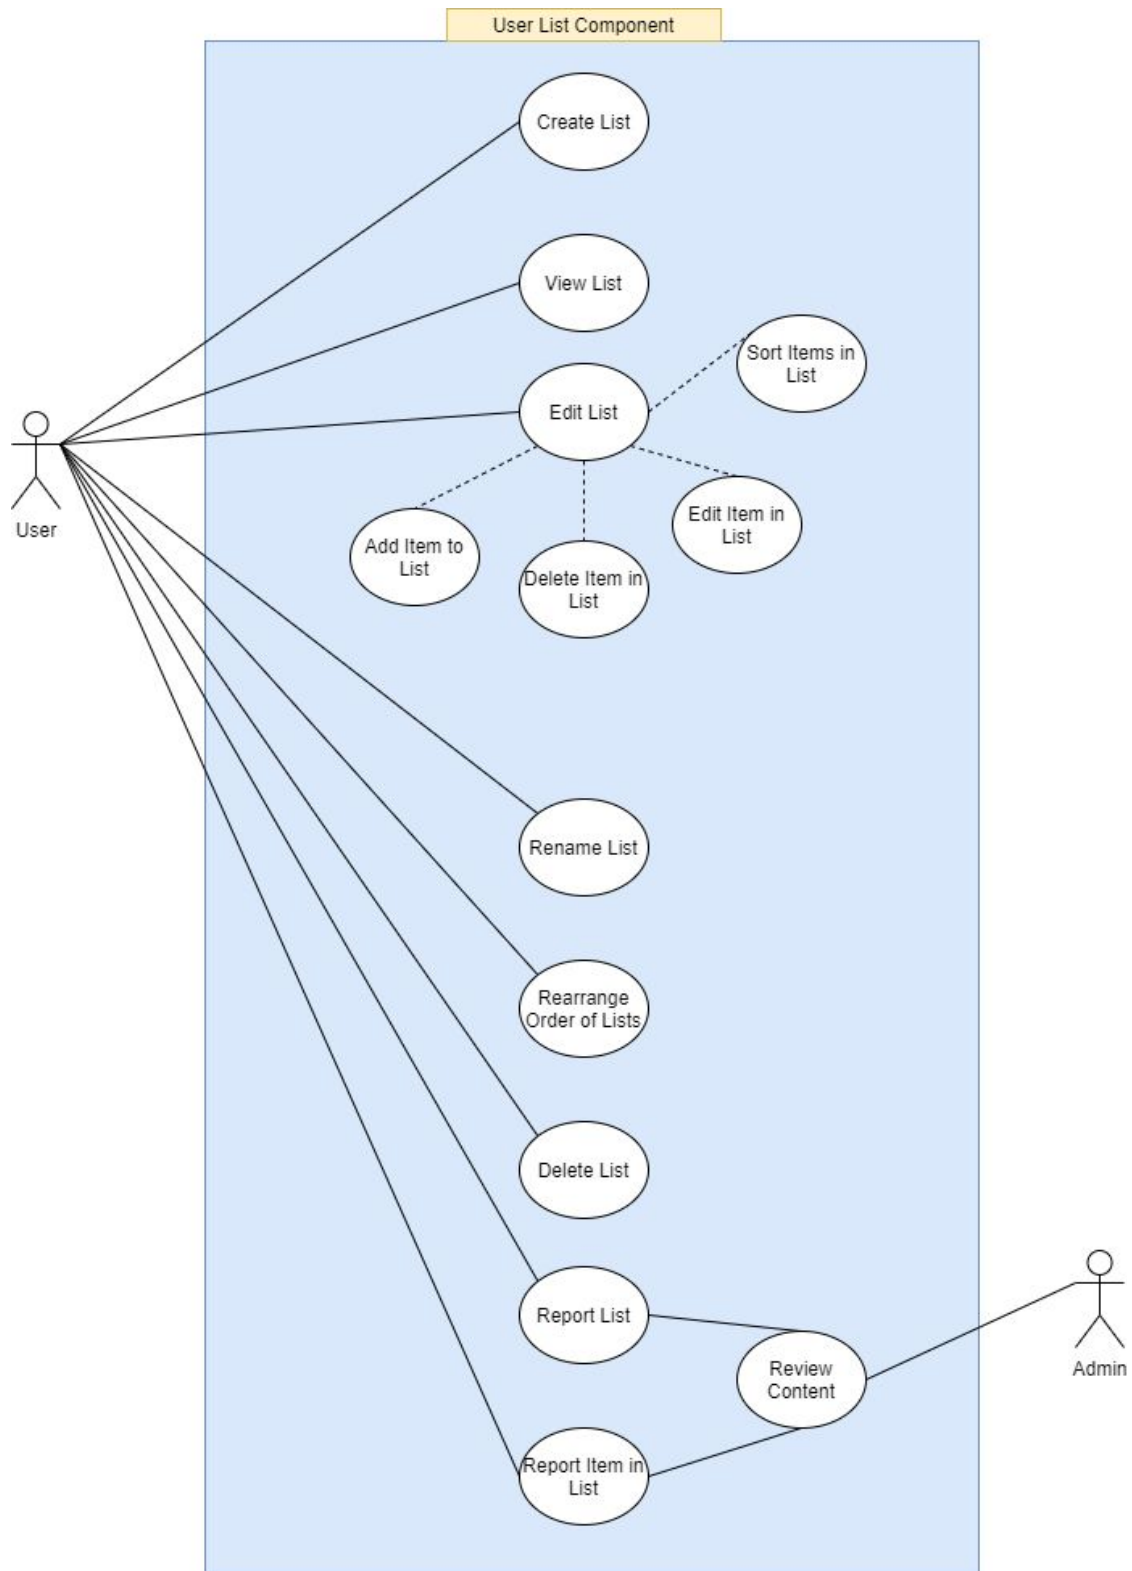 User List Component
Create List
View List
Sort Items in
List
Edit List
User
Add Item to
List
Delete Item in
List
Edit Item in
List
Rename List
Rearrange
Order of Lists
Delete List
Report List
Review
Content
Admin
Report Item in
List